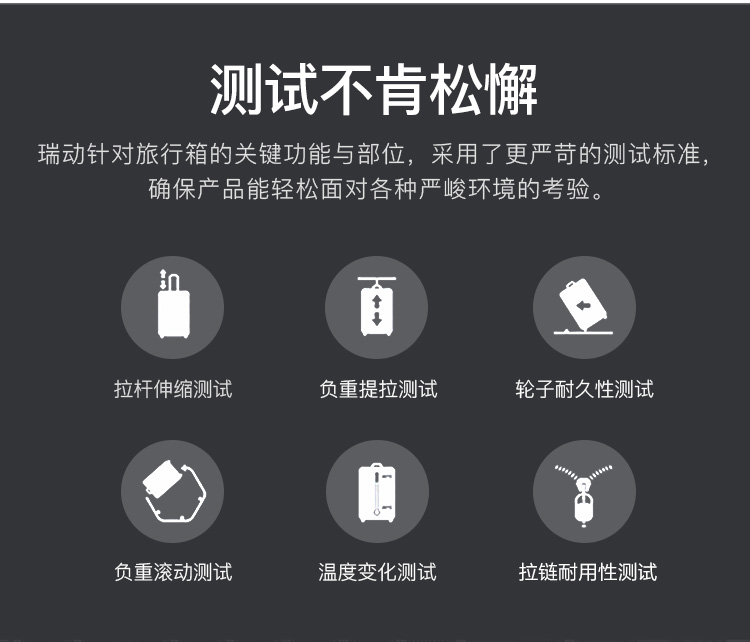 测试不肯松懈
瑞动针对旅行箱的关键功能与部位，采用了更严苛的测试标准，
确保产品能轻松面对各种严峻环境的考验。
拉杆伸缩测试
负重提拉测试
轮子耐久性测试
负重滚动测试
温度变化测试
拉链耐用性测试